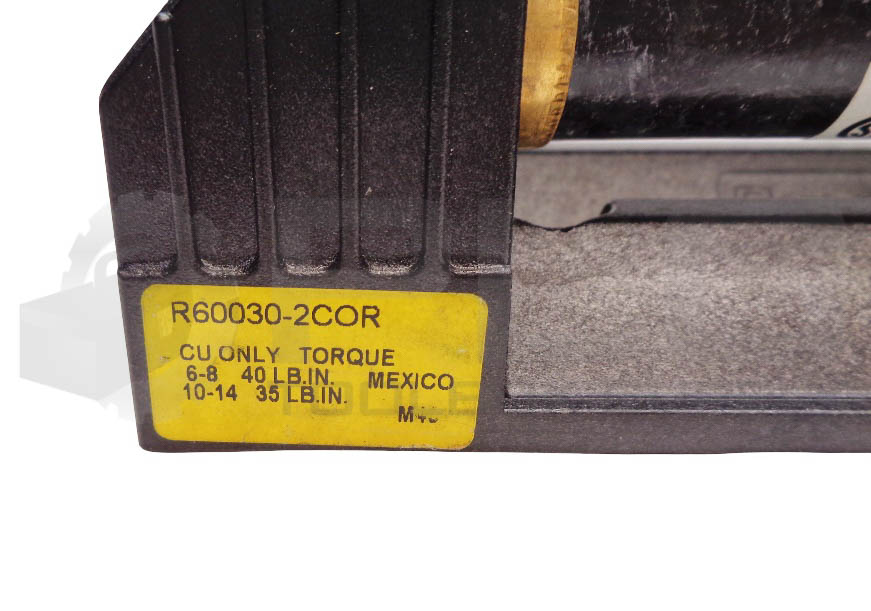 R60030-2COR
CU ONLY TORQUE
6-8 40 LB.IN. MEXICO
10-14 35 LB.IN.